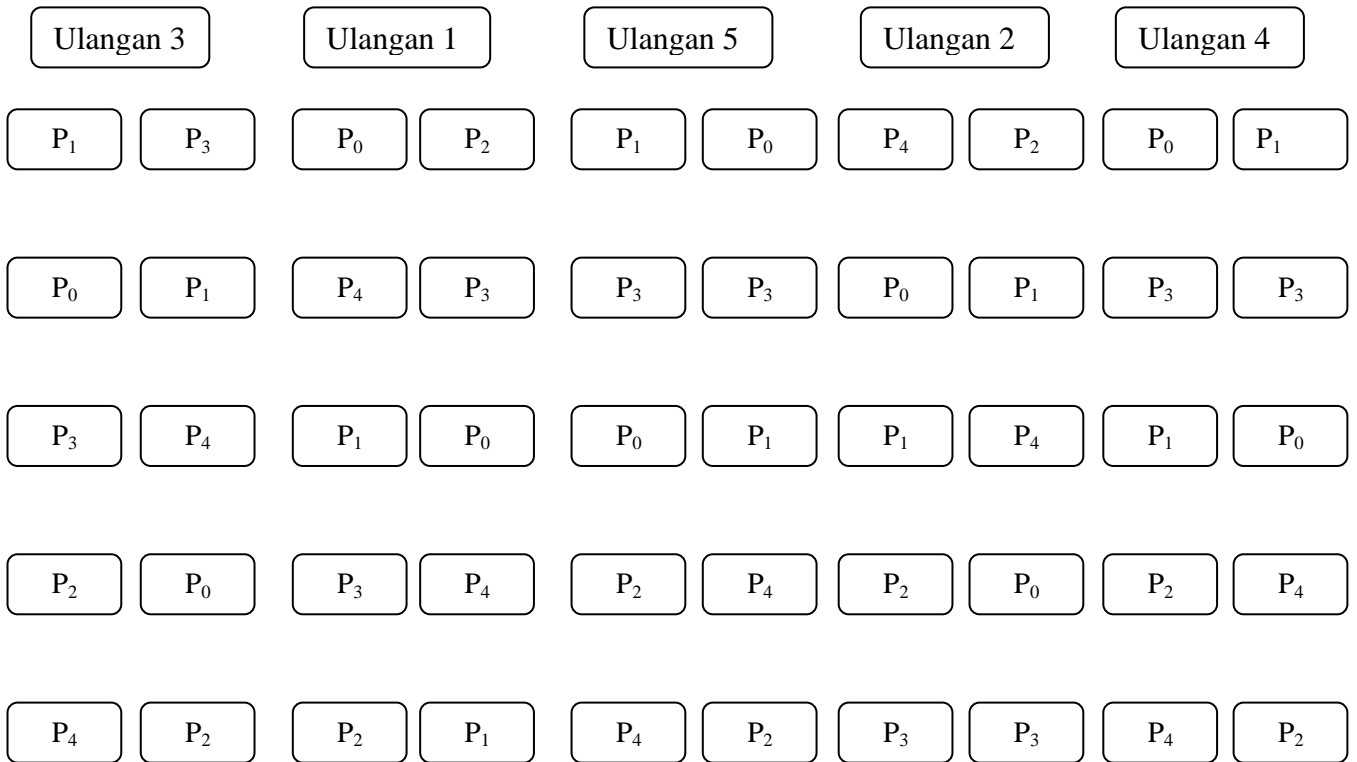 Ulangan 3 Ulangan 1 Ulangan 5 Ulangan 2 Ulangan 4
P₁ P₃ P₀ P₂ P₁ P₀ P₄ P₂ P₀ P₁
P₀ P₁ P₄ P₃ P₃ P₃ P₀ P₁ P₃ P₃
P₃ P₄ P₁ P₀ P₀ P₁ P₁ P₄ P₁ P₀
P₂ P₀ P₃ P₄ P₂ P₄ P₂ P₀ P₂ P₄
P₄ P₂ P₂ P₁ P₄ P₂ P₃ P₃ P₄ P₂